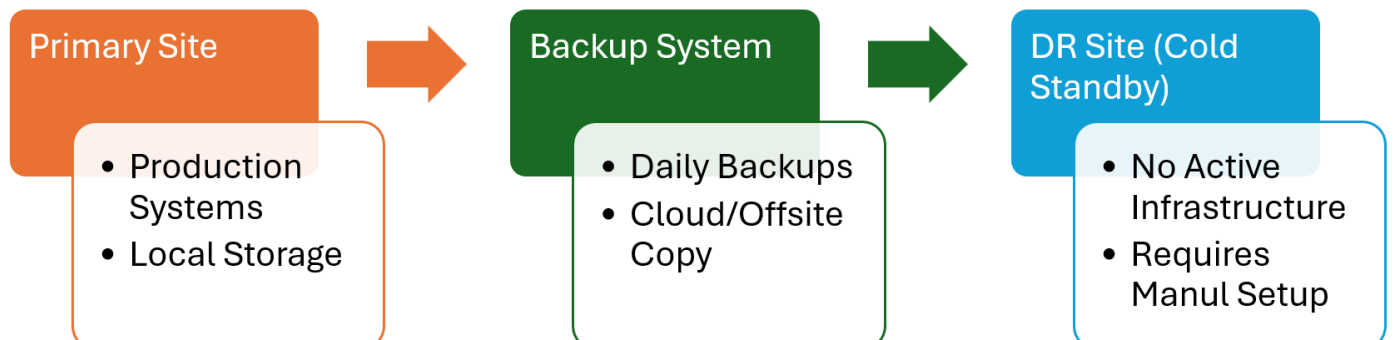 Primary Site
• Production
Systems
• Local Storage
Backup System
• Daily Backups
• Cloud/Offsite
Copy
DR Site (Cold
Standby)
• No Active
Infrastructure
• Requires
Manul Setup